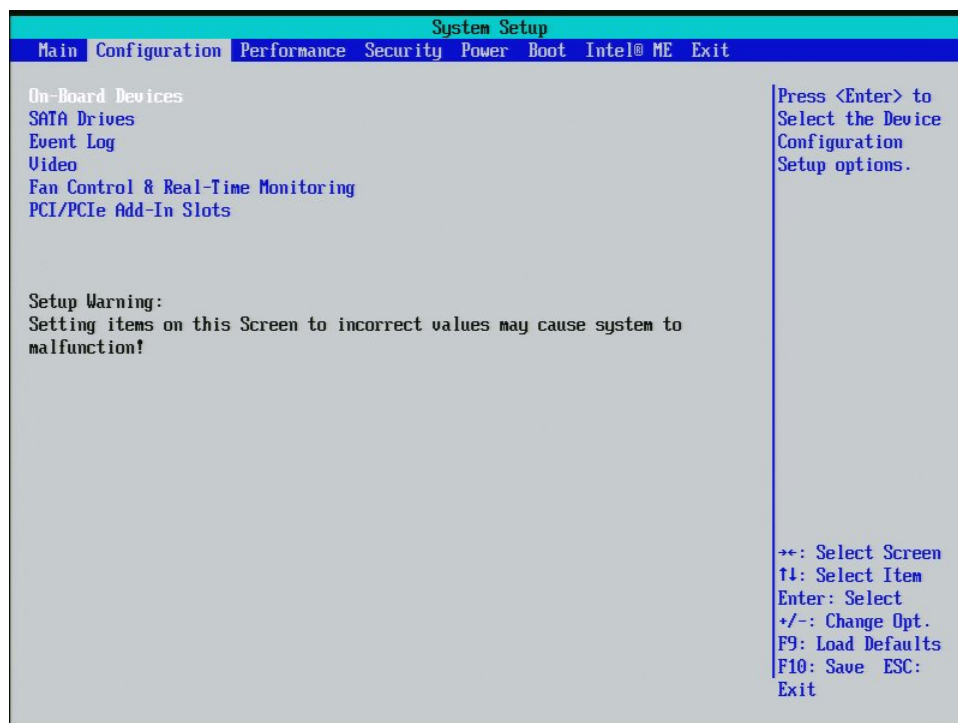 System Setup
Main Configuration Performance Security Power Boot Intel® ME Exit
On-Board Devices
SATA Drives
Event Log
Video
Fan Control & Real-Time Monitoring
PCI/PCIe Add-In Slots
Setup Warning:
Setting items on this Screen to incorrect values may cause system to
malfunction!
Press <Enter> to
Select the Device
Configuration
Setup options.
→←: Select Screen
↑↓: Select Item
Enter: Select
+/-: Change Opt.
F9: Load Defaults
F10: Save ESC:
Exit